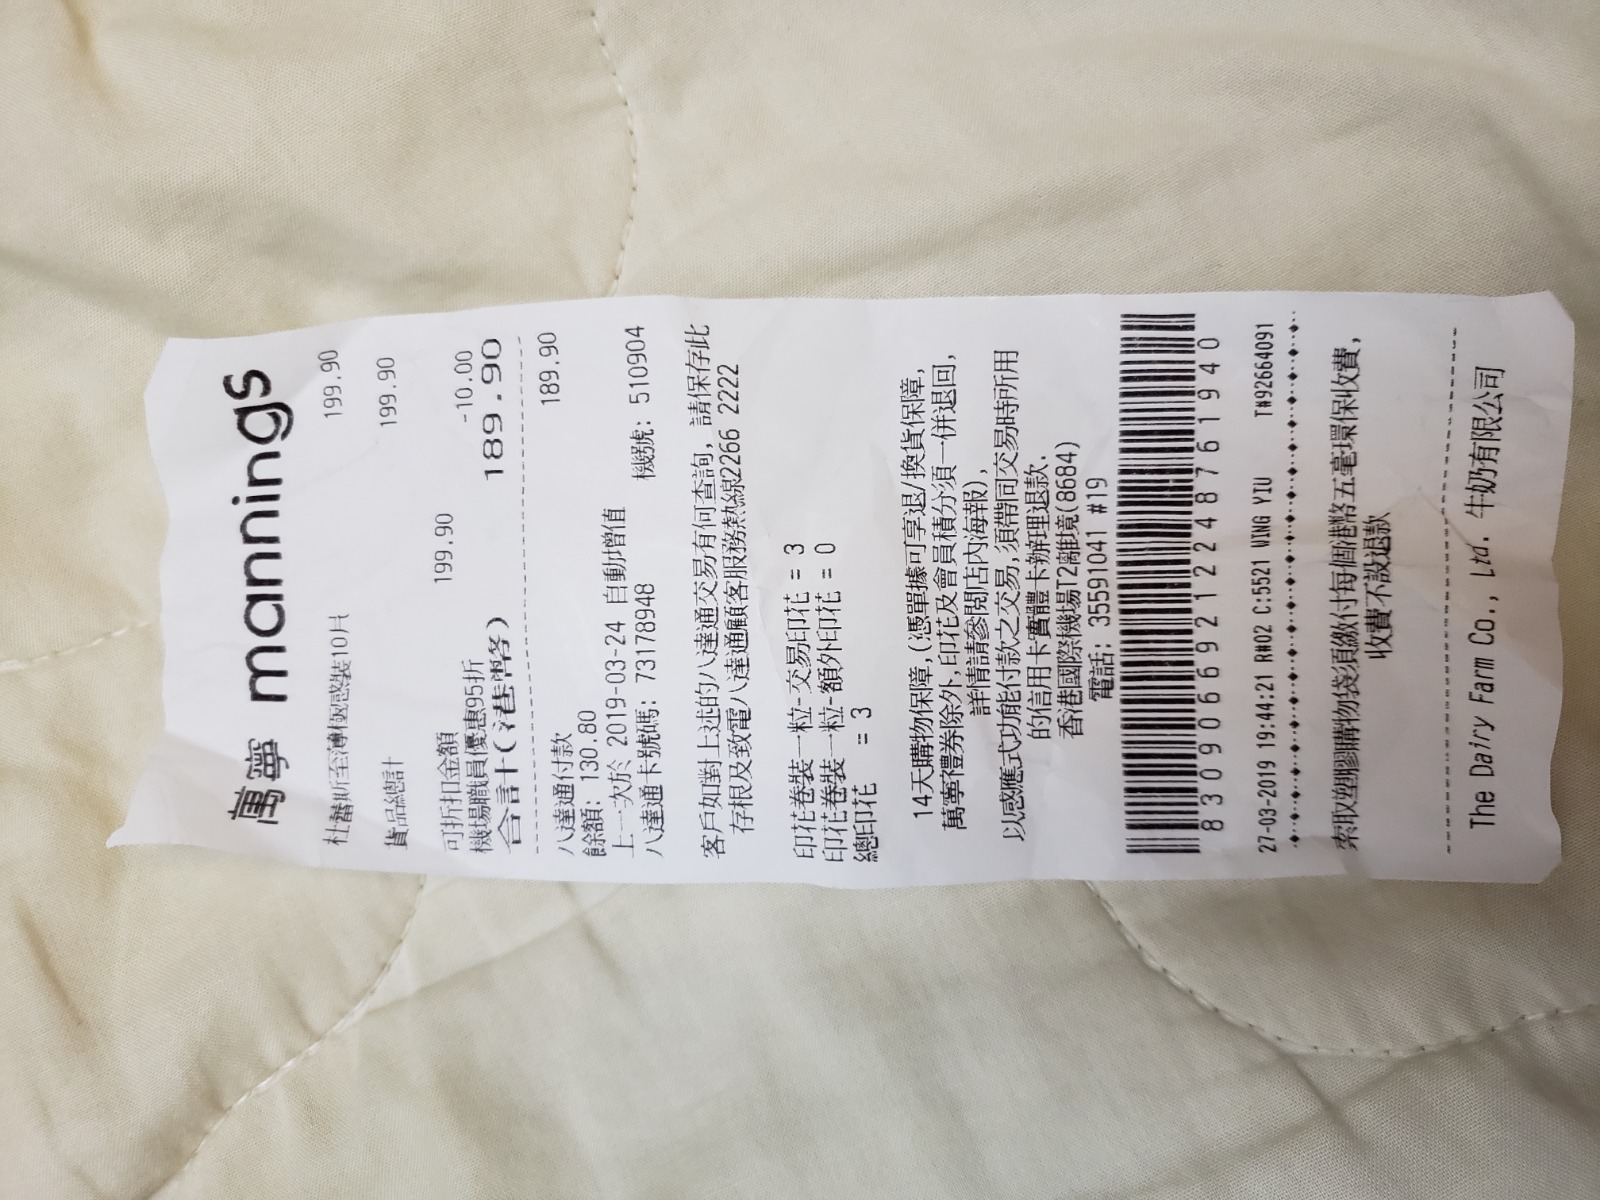 萬寧 mannings
杜蕾斯至薄極感裝10片 199.90
貨品總計 199.90
可折扣金額 199.90
機場職員優惠95折 -10.00
合計(港幣) 189.90
八達通付款 189.90
餘額: 130.80
上一次於 2019-03-24 自動增值
八達通卡號碼: 73178948 機號: 510904
客戶如對上述的八達通交易有何查詢, 請保存此
存根及致電八達通顧客服務熱線2266 2222
印花卷裝一粒-交易印花 = 3
印花卷裝一粒-額外印花 = 0
總印花 = 3
14天購物保障,(憑單據可享退/換貨保障,
萬寧禮券除外,印花及會員積分須一併退回,
詳情請參閱店內海報),
以感應式功能付款之交易,須帶同交易時所用
的信用卡實體卡辦理退款.
香港國際機場T2離境(8684)
電話: 35591041 #19
83090669212248761940
27-03-2019 19:44:21 R#02 C:5521 WING YIU T#92664091
索取塑膠購物袋須繳付每個港幣五毫環保收費,
收費不設退款
The Dairy Farm Co., Ltd. 牛奶有限公司